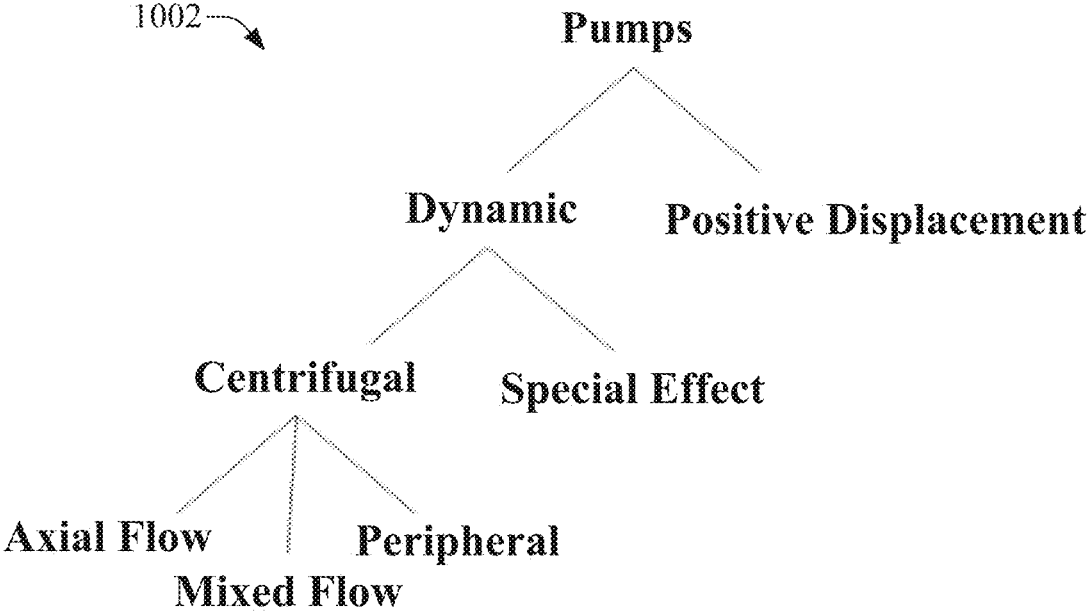 1002
Pumps
Dynamic
Positive Displacement
Centrifugal
Special Effect
Axial Flow
Peripheral
Mixed Flow